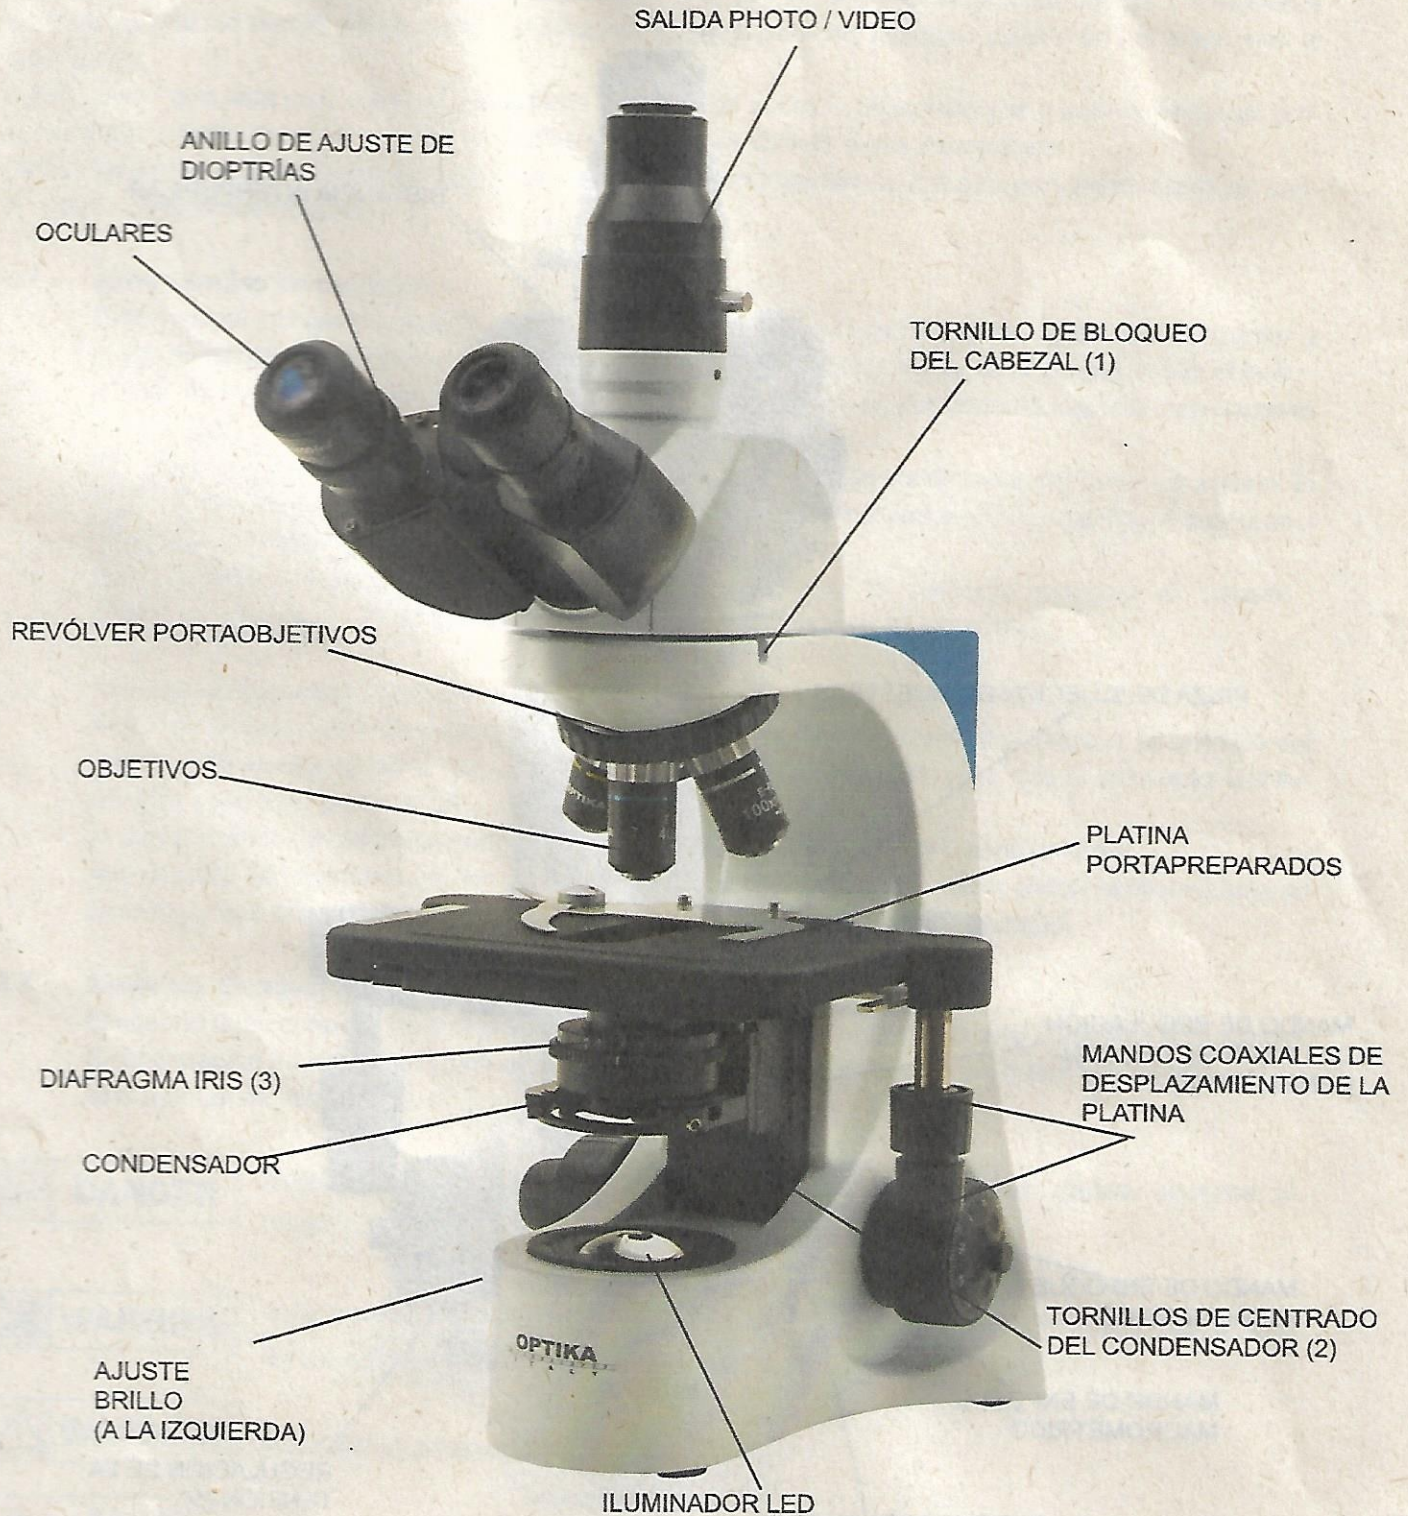 SALIDA PHOTO / VIDEO
ANILLO DE AJUSTE DE
DIOPTRÍAS
OCULARES
TORNILLO DE BLOQUEO
DEL CABEZAL (1)
REVÓLVER PORTAOBJETIVOS
OBJETIVOS
PLATINA
PORTAPREPARADOS
DIAFRAGMA IRIS (3)
MANDOS COAXIALES DE
DESPLAZAMIENTO DE LA
PLATINA
CONDENSADOR
TORNILLOS DE CENTRADO
DEL CONDENSADOR (2)
OPTIKA
AJUSTE
BRILLO
(A LA IZQUIERDA)
ILUMINADOR LED